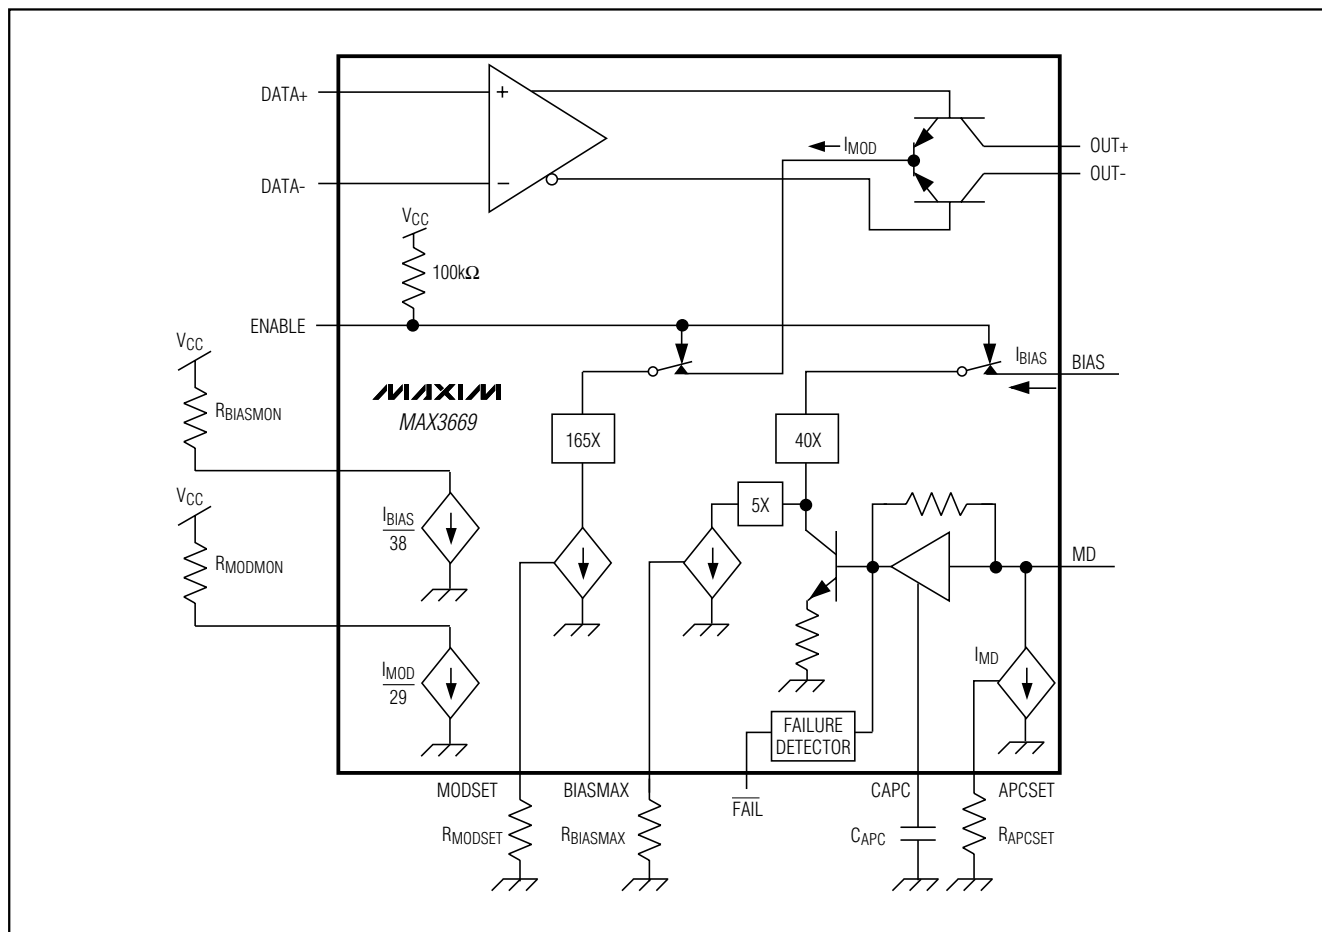 DATA+
+
IMOD
OUT+
OUT-
DATA-
−
VCC
100kΩ
ENABLE
VCC
IBIAS
BIAS
RBIASMON
MAXIM
MAX3669
165X
40X
VCC
5X
IBIAS
38
RMODMON
MD
IMD
IMOD
29
FAILURE
DETECTOR
MODSET
BIASMAX
FAIL
CAPC
APCSET
RMODSET
RBIASMAX
CAPC
RAPCSET